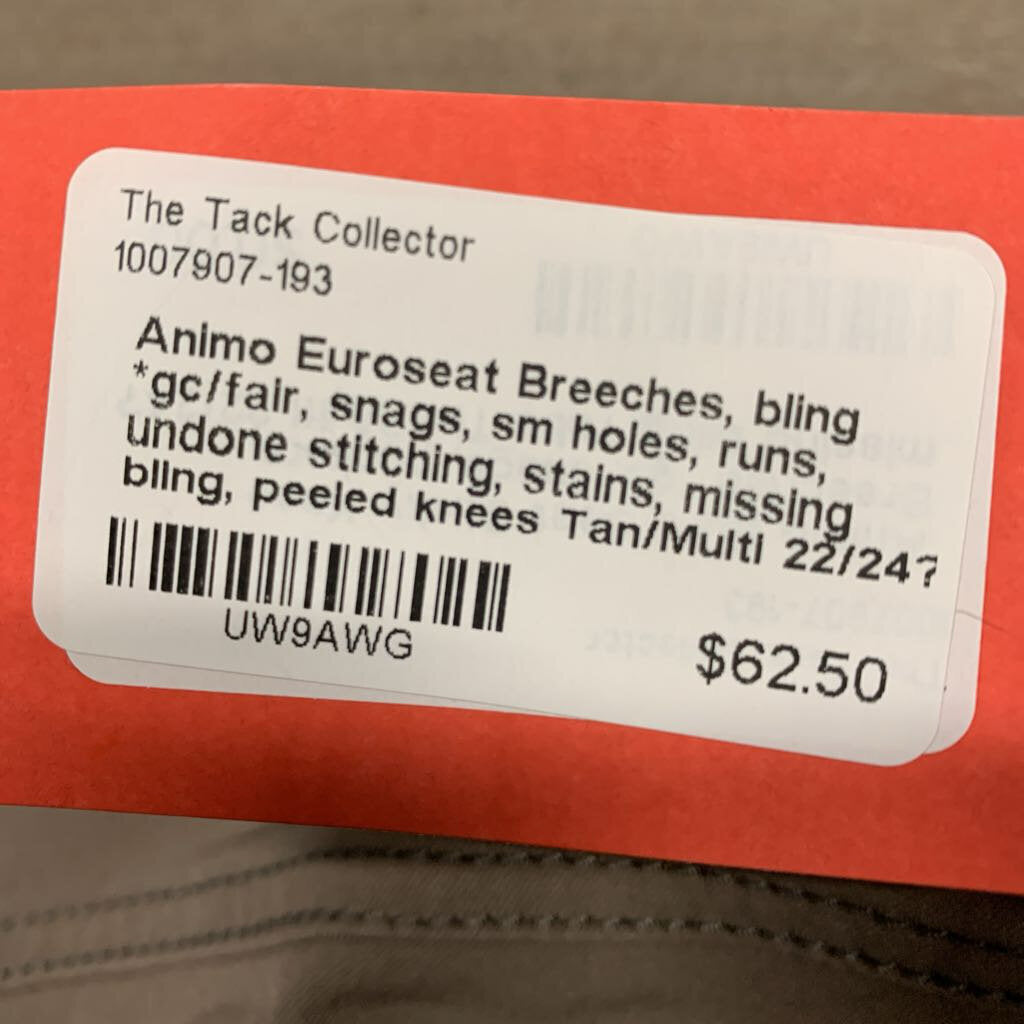 The Tack Collector
1007907-193
Animo Euroseat Breeches, bling
*gc/fair, snags, sm holes, runs,
undone stitching, stains, missing
bling, peeled knees Tan/Multi 22/24?
UW9AWG
$62.50